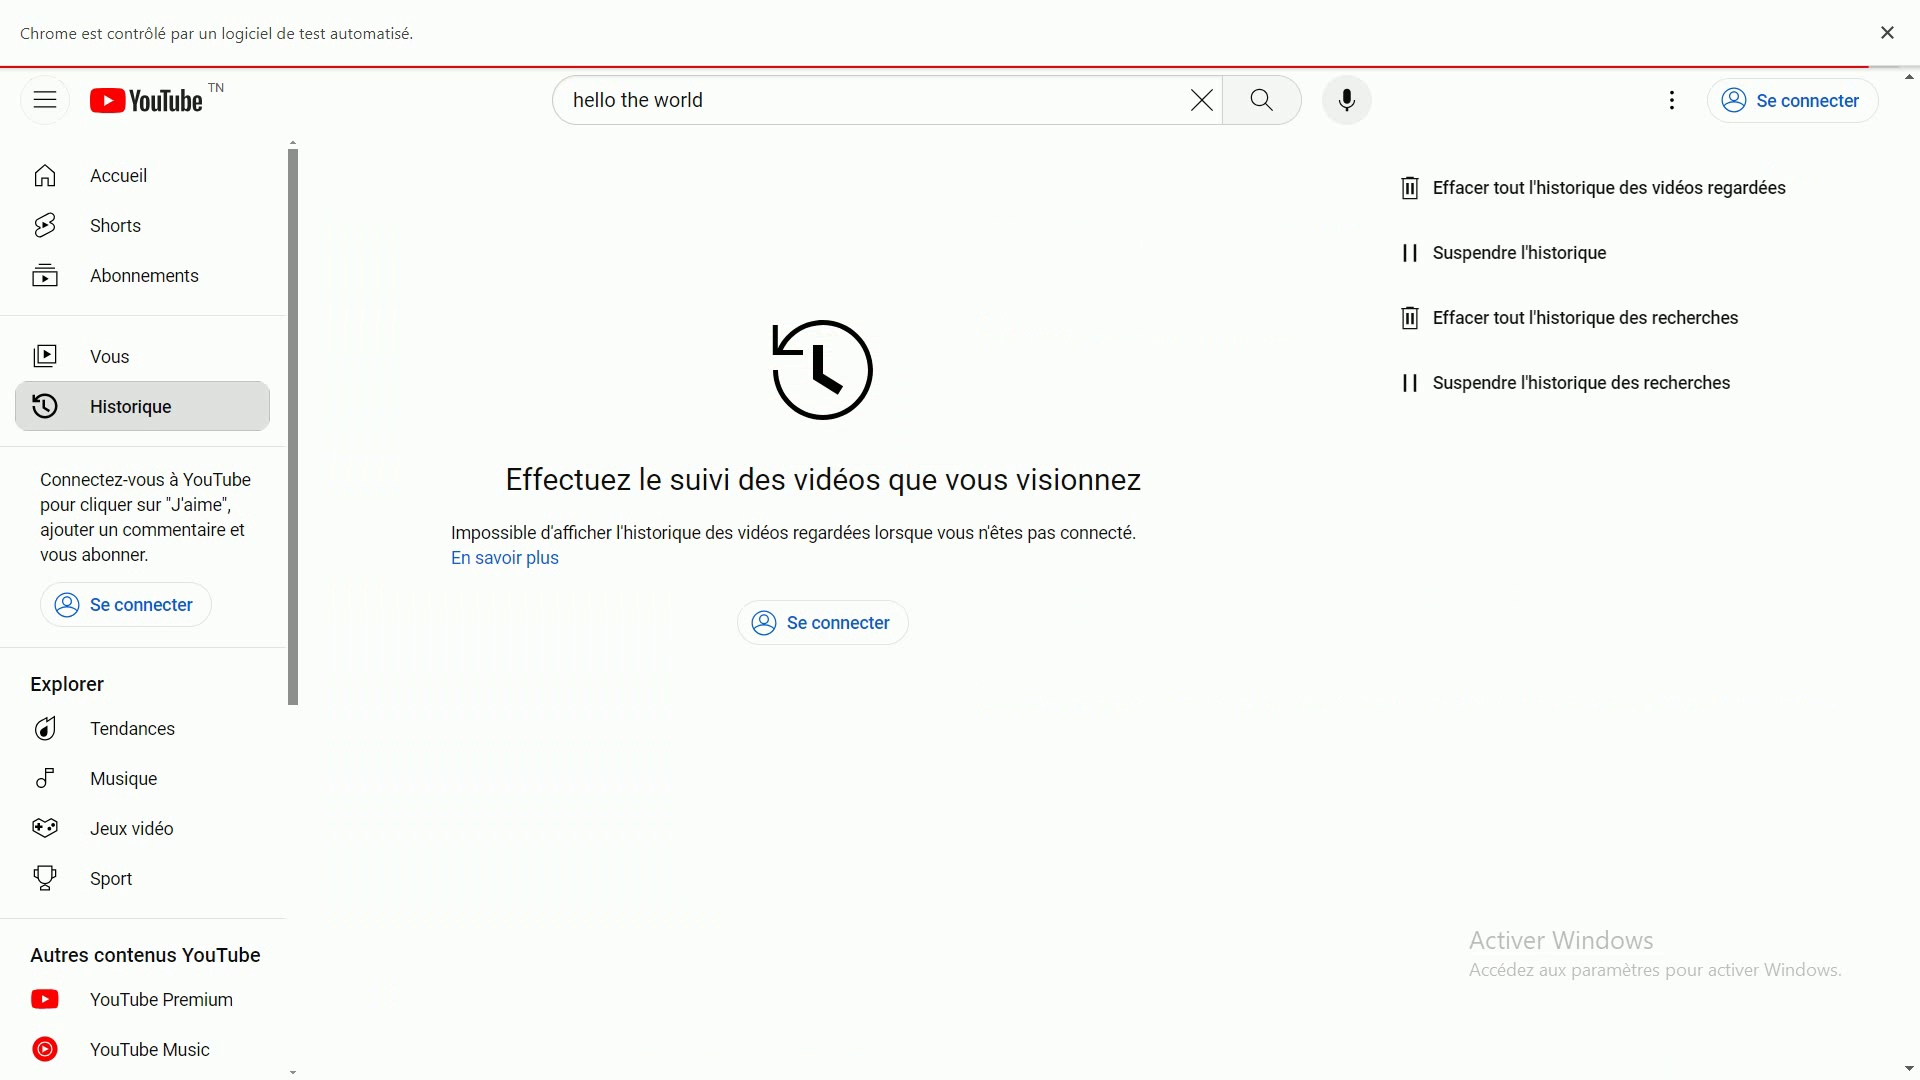 Chrome est contrôlé par un logiciel de test automatisé.
YouTube TN
hello the world
Se connecter
Accueil
Shorts
Abonnements
Vous
Historique
Connectez-vous à YouTube
pour cliquer sur "J'aime",
ajouter un commentaire et
vous abonner.
Se connecter
Explorer
Tendances
Musique
Jeux vidéo
Sport
Autres contenus YouTube
YouTube Premium
YouTube Music
Effectuez le suivi des vidéos que vous visionnez
Impossible d'afficher l'historique des vidéos regardées lorsque vous n'êtes pas connecté.
En savoir plus
Se connecter
Effacer tout l'historique des vidéos regardées
Suspendre l'historique
Effacer tout l'historique des recherches
Suspendre l'historique des recherches
Activer Windows
Accédez aux paramètres pour activer Windows.